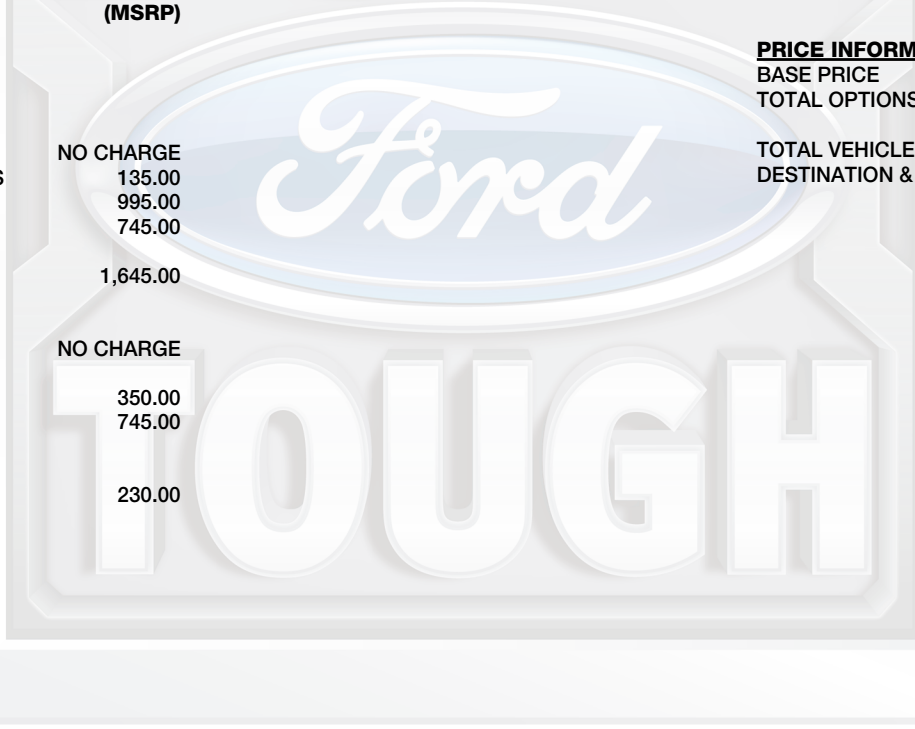 (MSRP)
NO CHARGE
135.00
995.00
745.00
1,645.00
NO CHARGE
350.00
745.00
230.00
PRICE INFORM
BASE PRICE
TOTAL OPTIONS
TOTAL VEHICLE
DESTINATION &
Ford
TOUGH